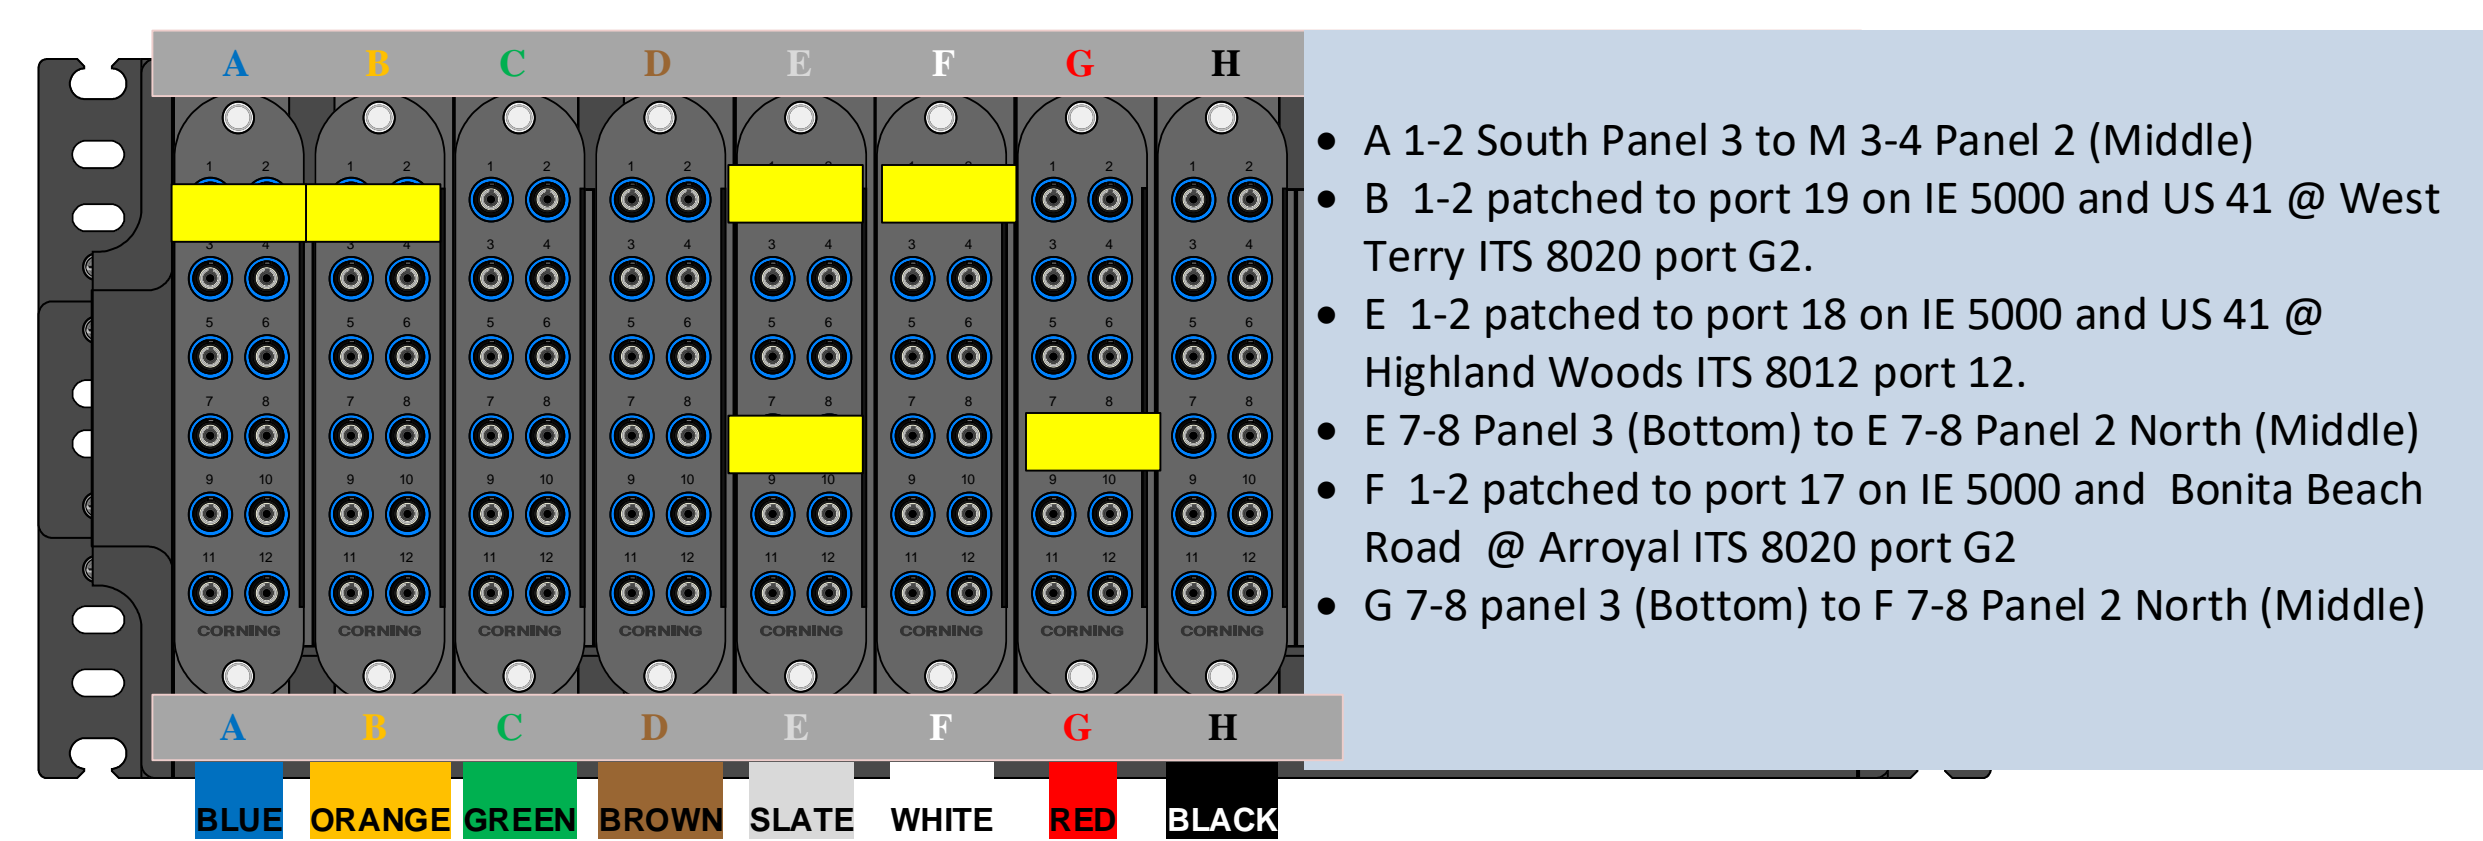 A B C D E F G H
1 2 1 2 1 2 1 2 1 2 1 2
3 4 3 4 3 4 3 4 3 4 3 4 3 4 3 4
5 6 5 6 5 6 5 6 5 6 5 6 5 6 5 6
7 8 7 8 7 8 7 8 7 8 7 8 7 8 7 8
9 10 9 10 9 10 9 10 9 10 9 10 9 10 9 10
11 12 11 12 11 12 11 12 11 12 11 12 11 12 11 12
CORNING CORNING CORNING CORNING CORNING CORNING CORNING CORNING
A B C D E F G H
BLUE ORANGE GREEN BROWN SLATE WHITE RED BLACK
• A 1-2 South Panel 3 to M 3-4 Panel 2 (Middle)
• B 1-2 patched to port 19 on IE 5000 and US 41 @ West
Terry ITS 8020 port G2.
• E 1-2 patched to port 18 on IE 5000 and US 41 @
Highland Woods ITS 8012 port 12.
• E 7-8 Panel 3 (Bottom) to E 7-8 Panel 2 North (Middle)
• F 1-2 patched to port 17 on IE 5000 and Bonita Beach
Road @ Arroyal ITS 8020 port G2
• G 7-8 panel 3 (Bottom) to F 7-8 Panel 2 North (Middle)